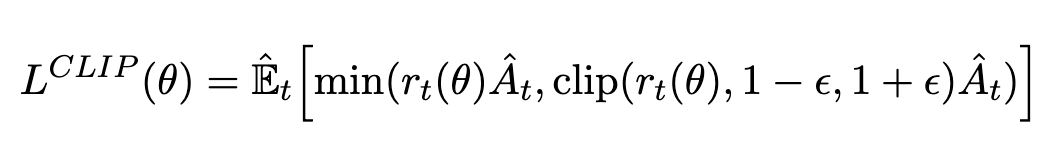 L^{CLIP}(θ) = Ê_t[min(r_t(θ)Â_t, clip(r_t(θ), 1 − ϵ, 1 + ϵ)Â_t)]